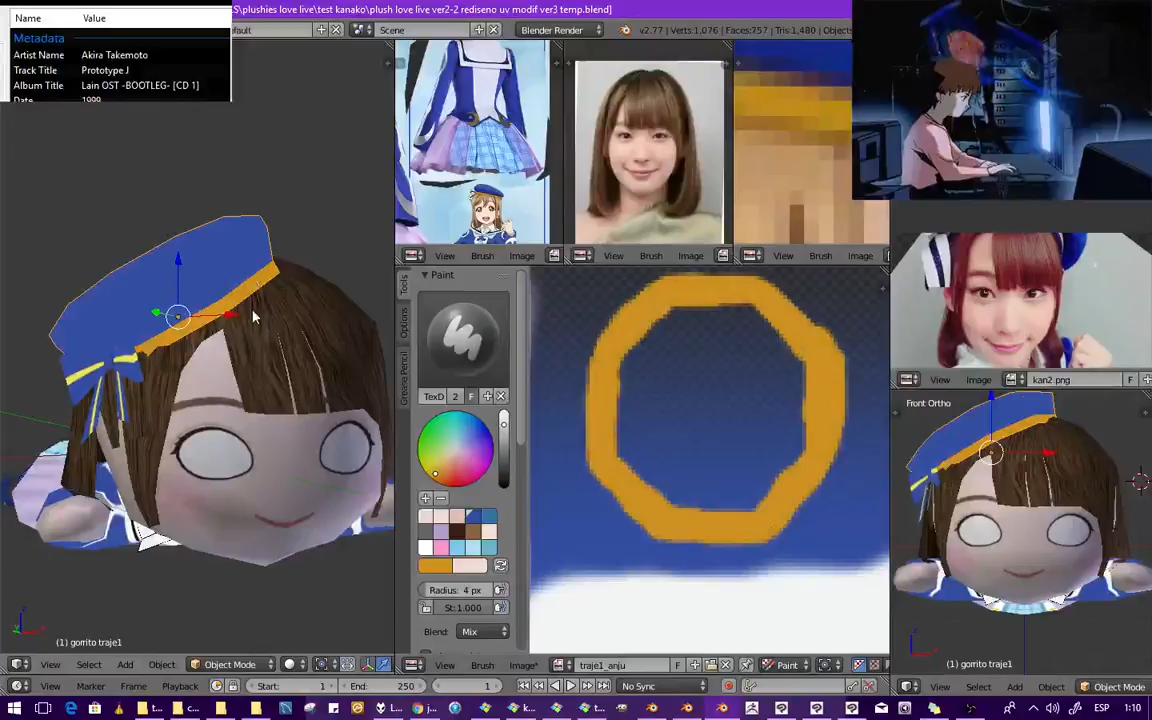 S\plushies love live\test kanako\plush love live ver2-2 rediseno uv modif ver3 temp.blend]
Name Value
Metadata
Artist Name Akira Takemoto
Track Title Prototype J
Album Title Lain OST -BOOTLEG- [CD 1]
Date 1999
efault
Scene
Blender Render
v2.77 | Verts:1,076 | Faces:757 | Tris:1,480 | Objects:
View Brush Image
View Brush Image
View Brush Image
Tools
Options
Grease Pencil
Paint
TexD 2 F
Radius: 4 px
St:1.000
Blend: Mix
View Image kan2.png F
Front Ortho
(1) gorrito traje1
(1) gorrito traje1
View Select Add Object Object Mode
View Brush Image* traje1_anju F Paint
View Select Add Object Object Mode
View Marker Frame Playback Start: 1 End: 250 1 No Sync
t... c... L... j... k... t...
ESP 1:10